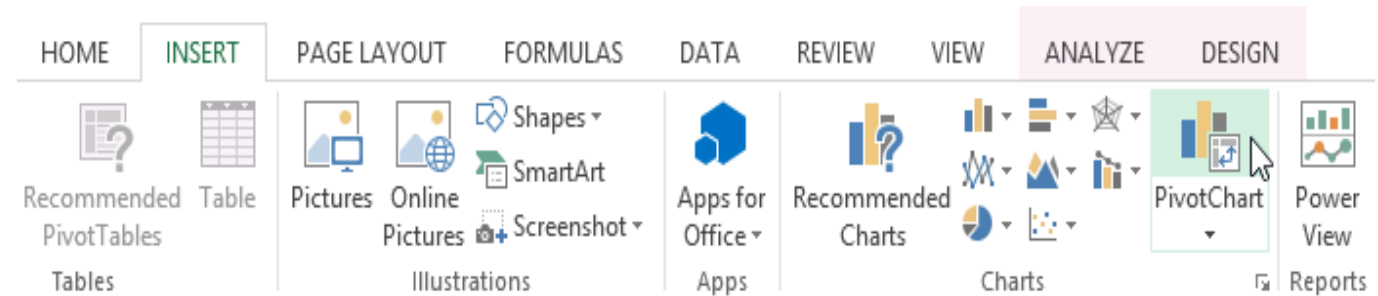 HOME INSERT PAGE LAYOUT FORMULAS DATA REVIEW VIEW ANALYZE DESIGN
Recommended
PivotTables
Table
Tables
Pictures
Online
Pictures
Shapes
SmartArt
Screenshot
Illustrations
Apps for
Office
Apps
Recommended
Charts
PivotChart
Charts
Power
View
Reports